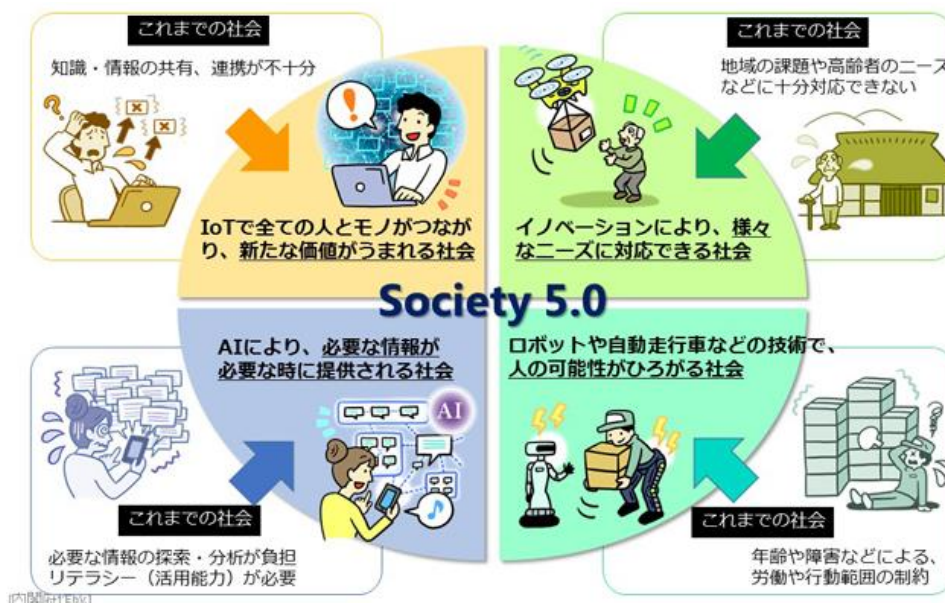 これまでの社会
知識・情報の共有、連携が不十分
IoTで全ての人とモノがつなが
り、新たな価値がうまれる社会
これまでの社会
地域の課題や高齢者のニーズ
などに十分対応できない
イノベーションにより、様々
なニーズに対応できる社会
Society 5.0
AIにより、必要な情報が
必要な時に提供される社会
AI
これまでの社会
必要な情報の探索・分析が負担
リテラシー（活用能力）が必要
ロボットや自動走行車などの技術で、
人の可能性がひろがる社会
これまでの社会
年齢や障害などによる、
労働や行動範囲の制約